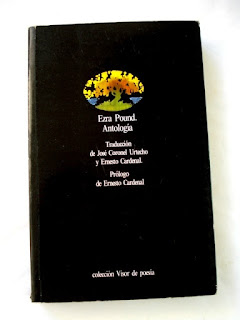 Ezra Pound.
Antología
Traducción
de José Coronel Urtecho
y Ernesto Cardenal.
Prólogo
de Ernesto Cardenal
colección Visor de poesía